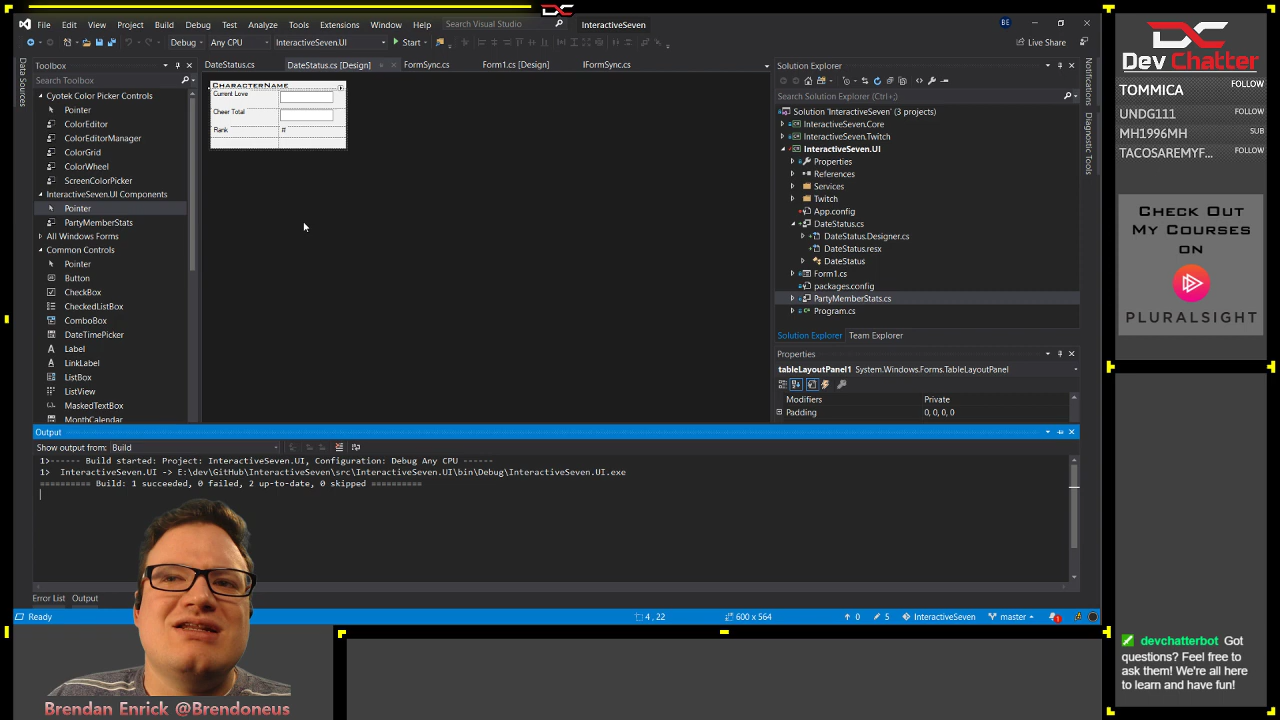 File Edit View Project Build Debug Test Analyze Tools Extensions Window Help Search Visual Studio InteractiveSeven BE
Debug Any CPU InteractiveSeven.UI Start Live Share
Data Sources
Toolbox
Search Toolbox
Cyotek Color Picker Controls
Pointer
ColorEditor
ColorEditorManager
ColorGrid
ColorWheel
ScreenColorPicker
InteractiveSeven.UI Components
Pointer
PartyMemberStats
All Windows Forms
Common Controls
Pointer
Button
CheckBox
CheckedListBox
ComboBox
DateTimePicker
Label
LinkLabel
ListBox
ListView
MaskedTextBox
MonthCalendar
DateStatus.cs DateStatus.cs [Design] FormSync.cs Form1.cs [Design] IFormSync.cs
CharacterName
Current Love
Cheer Total
Rank #
Solution Explorer
Search Solution Explorer (Ctrl+;)
Solution 'InteractiveSeven' (3 projects)
InteractiveSeven.Core
InteractiveSeven.Twitch
InteractiveSeven.UI
Properties
References
Services
Twitch
App.config
DateStatus.cs
DateStatus.Designer.cs
DateStatus.resx
DateStatus
Form1.cs
packages.config
PartyMemberStats.cs
Program.cs
Solution Explorer Team Explorer
Properties
tableLayoutPanel1 System.Windows.Forms.TableLayoutPanel
Modifiers Private
Padding 0, 0, 0, 0
Notifications
Diagnostic Tools
Output
Show output from: Build
1>------ Build started: Project: InteractiveSeven.UI, Configuration: Debug Any CPU ------
1>  InteractiveSeven.UI -> E:\dev\GitHub\InteractiveSeven\src\InteractiveSeven.UI\bin\Debug\InteractiveSeven.UI.exe
========== Build: 1 succeeded, 0 failed, 2 up-to-date, 0 skipped ==========
Error List Output
Ready 4 , 22 600 x 564 0 5 InteractiveSeven master 1
Brendan Enrick @Brendoneus
DC
DC
Dev Chatter
TOMMICA FOLLOW
UNDG111 FOLLOW
MH1996MH SUB
TACOSAREMYF... FOLLOW
Check Out
My Courses
on
PLURALSIGHT
devchatterbot Got
questions? Feel free to
ask them! We're all here
to learn and have fun!